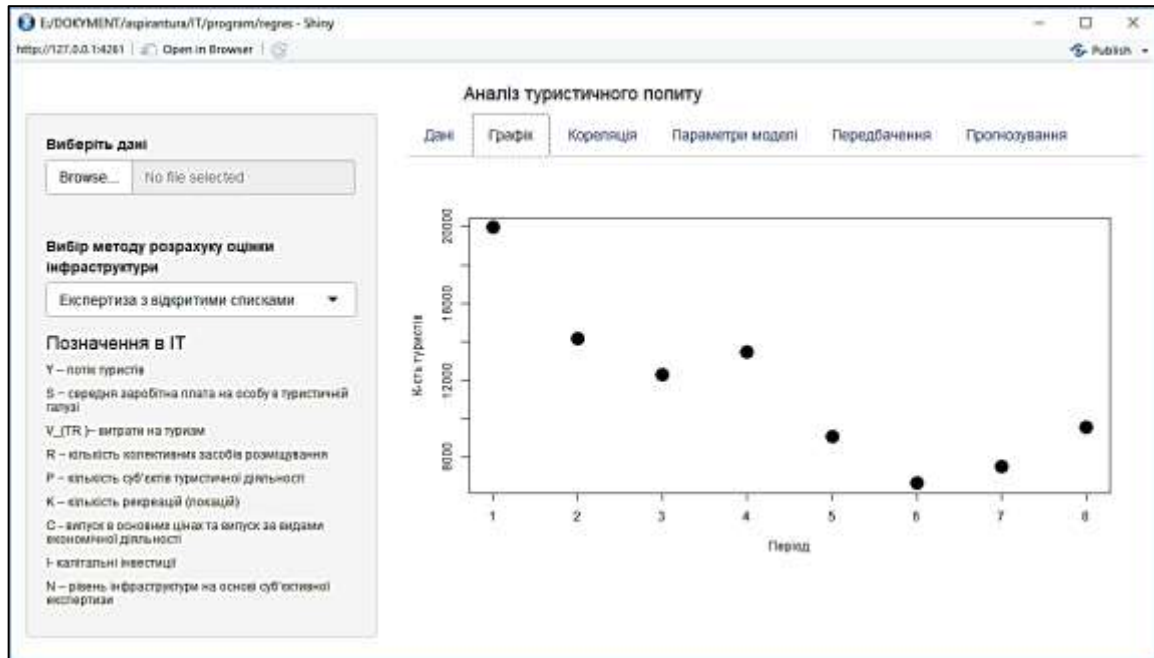 E:/DOKYMENT/aspirantura/IT/program/regres - Shiny
http://127.0.0.1:4261 | Open in Browser
Publish
Аналіз туристичного попиту
Виберіть дані
Browse... No file selected
Вибір методу розрахуку оцінки
інфраструктури
Експертиза з відкритими списками
Позначення в ІТ
Y – потік туристів
S – середня заробітна плата на особу в туристичній
галузі
V_(TR )– витрати на туризм
R – кількість колективних засобів розміщування
P – кількість суб'єктів туристичної діяльності
K – кількість рекреацій (локацій)
C – випуск в основних цінах та випуск за видами
економічної діяльності
I- капітальні інвестиції
N – рівень інфраструктури на основі суб'єктивної
експертизи
Дані Графік Кореляція Параметри моделі Передбачення Прогнозування
К-сть туристів
20000
16000
12000
8000
1 2 3 4 5 6 7 8
Період